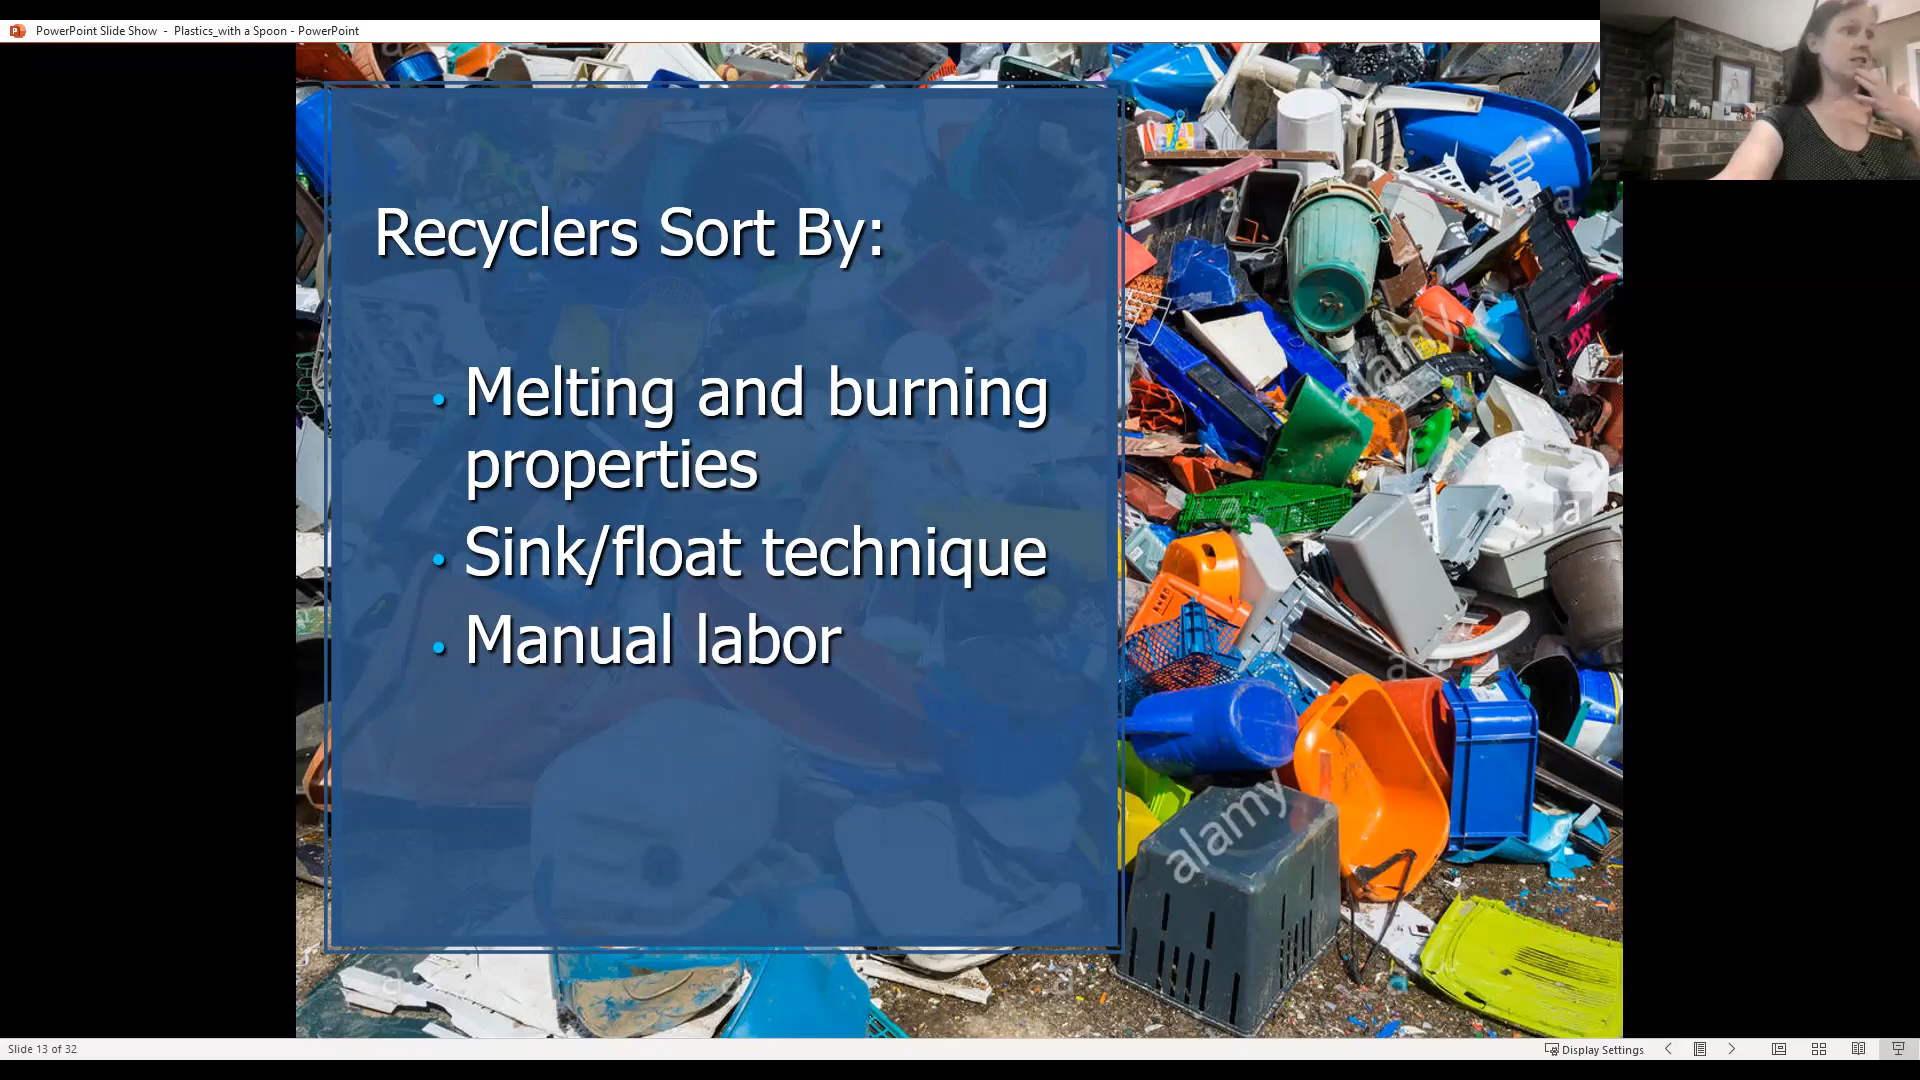 PowerPoint Slide Show - Plastics_with a Spoon - PowerPoint
Recyclers Sort By:
• Melting and burning
properties
• Sink/float technique
• Manual labor
alamy
alamy
a
a
a
a
Slide 13 of 32
Display Settings